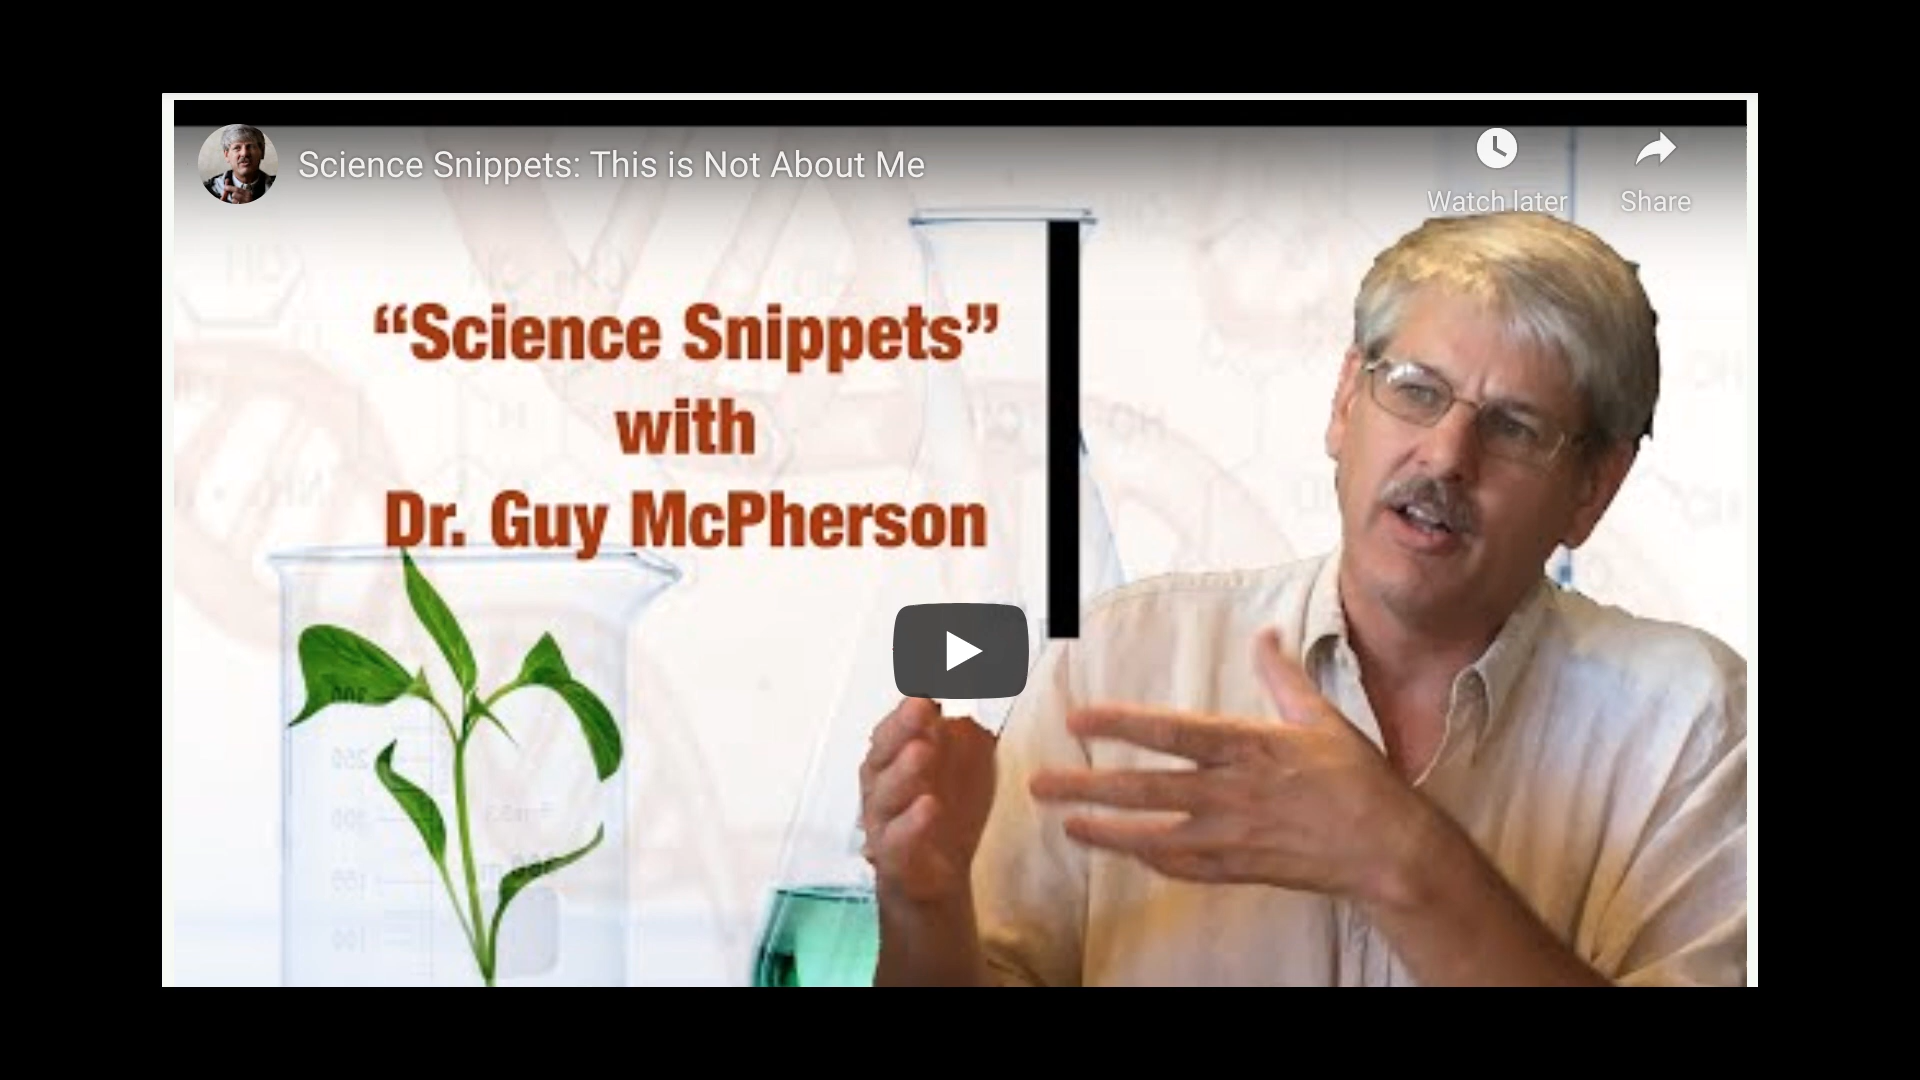 Science Snippets: This is Not About Me
Watch later
Share
“Science Snippets”
with
Dr. Guy McPherson